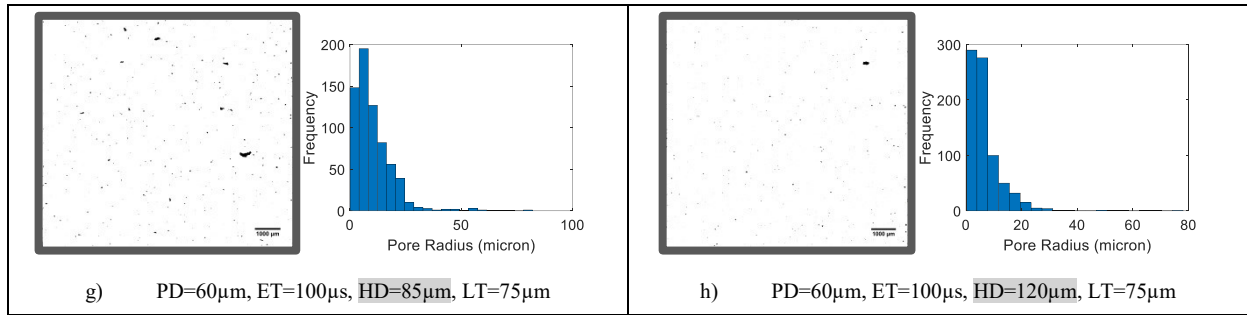 200
150
100
50
0
Frequency
0 50 100
Pore Radius (micron)
1000 µm
g) PD=60µm, ET=100µs, HD=85µm, LT=75µm
300
200
100
0
Frequency
0 20 40 60 80
Pore Radius (micron)
1000 µm
h) PD=60µm, ET=100µs, HD=120µm, LT=75µm